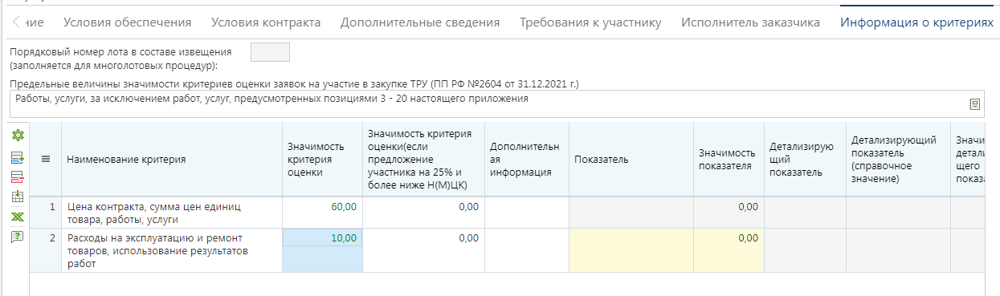 ние Условия обеспечения Условия контракта Дополнительные сведения Требования к участнику Исполнитель заказчика Информация о критериях
Порядковый номер лота в составе извещения
(заполняется для многолотовых процедур):
Предельные величины значимости критериев оценки заявок на участие в закупке ТРУ (ПП РФ №2604 от 31.12.2021 г.)
Работы, услуги, за исключением работ, услуг, предусмотренных позициями 3 - 20 настоящего приложения
Наименование критерия
Значимость
критерия
оценки
Значимость критерия
оценки(если
предложение
участника на 25% и
более ниже Н(М)ЦК)
Дополнительн
ая
информация
Показатель
Значимость
показателя
Детализирую
щий
показатель
Детализирующий
показатель
(справочное
значение)
Значи
детали
щего
показа
1 Цена контракта, сумма цен единиц 60,00 0,00 0,00
товара, работы, услуги
2 Расходы на эксплуатацию и ремонт 10,00 0,00 0,00
товаров, использование результатов
работ